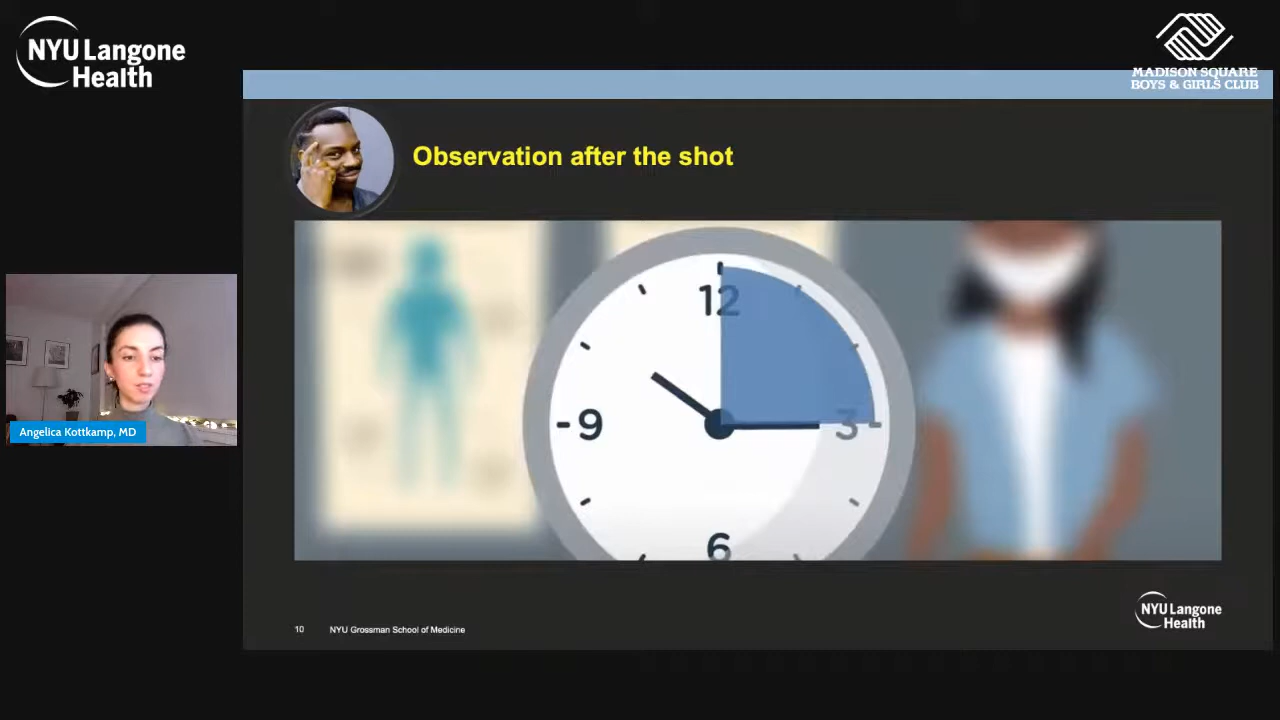 NYU Langone
Health
MADISON SQUARE
BOYS & GIRLS CLUB
Observation after the shot
12
9
3
6
Angelica Kottkamp, MD
10
NYU Grossman School of Medicine
NYU Langone
Health